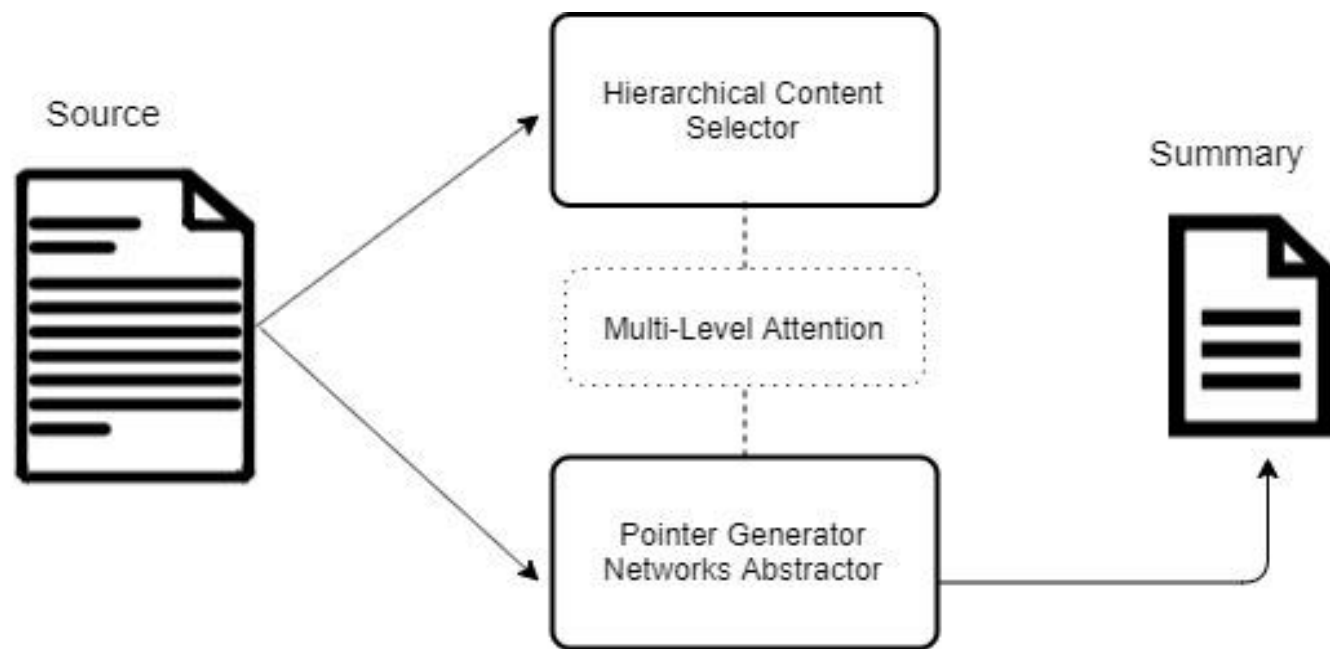 Source
Hierarchical Content
Selector
Summary
Multi-Level Attention
Pointer Generator
Networks Abstractor